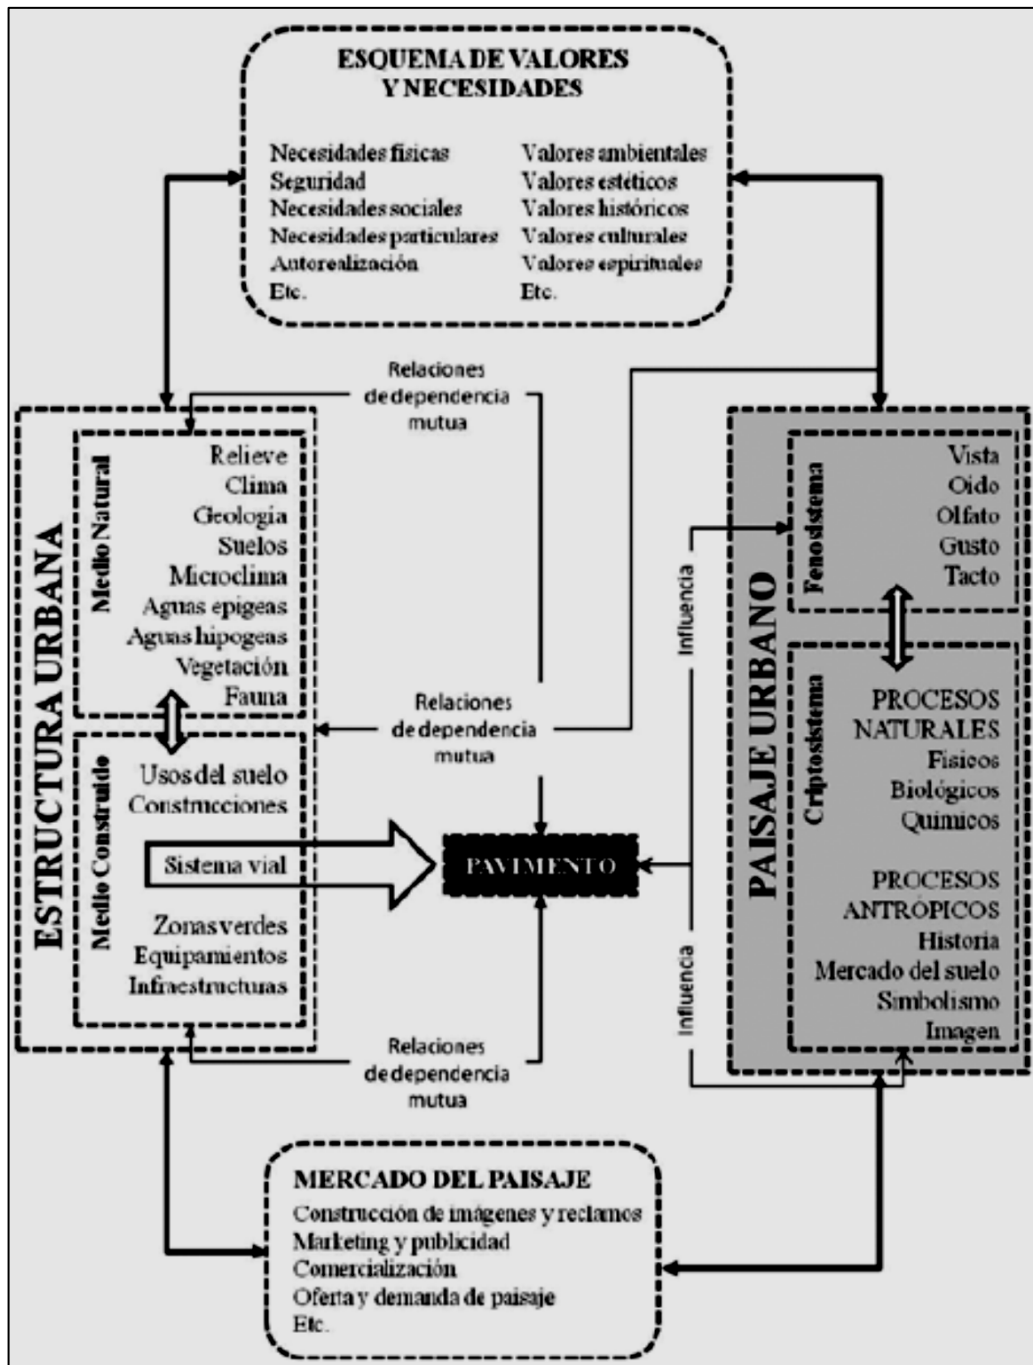 ESQUEMA DE VALORES
Y NECESIDADES
Necesidades físicas
Seguridad
Necesidades sociales
Necesidades particulares
Autorealización
Etc.
Valores ambientales
Valores estéticos
Valores históricos
Valores culturales
Valores espirituales
Etc.
Relaciones
de dependencia
mutua
ESTRUCTURA URBANA
Medio Natural
Relieve
Clima
Geología
Suelos
Microclima
Aguas epigeas
Aguas hipogeas
Vegetación
Fauna
Relaciones
de dependencia
mutua
Medio Construido
Usos del suelo
Construcciones
Sistema vial
Zonas verdes
Equipamientos
Infraestructuras
PAVIMENTO
Relaciones
de dependencia
mutua
Influencia
Influencia
PAISAJE URBANO
Fenosistema
Vista
Oido
Olfato
Gusto
Tacto
Criptosistema
PROCESOS
NATURALES
Físicos
Biológicos
Químicos
PROCESOS
ANTRÓPICOS
Historia
Mercado del suelo
Simbolismo
Imagen
MERCADO DEL PAISAJE
Construcción de imágenes y reclamos
Marketing y publicidad
Comercialización
Oferta y demanda de paisaje
Etc.